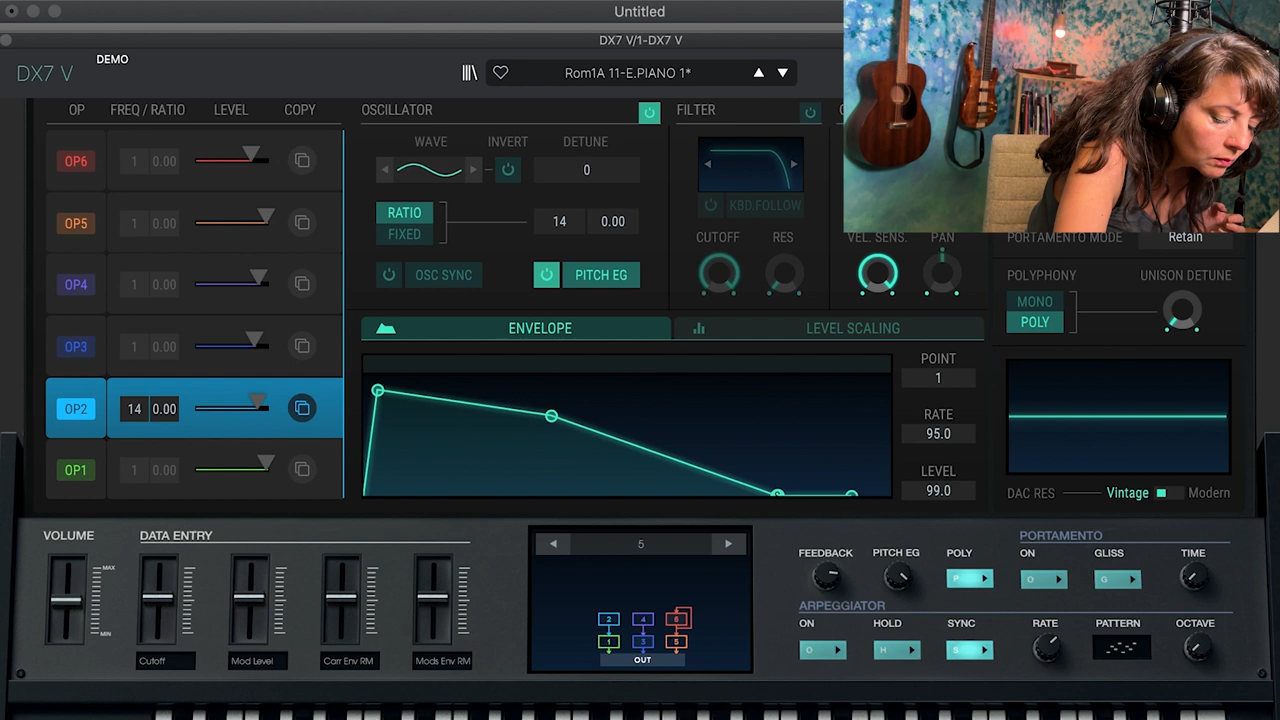 Untitled
DX7 V/1-DX7 V
DX7 V
DEMO
Rom1A 11-E.PIANO 1*
OP FREQ / RATIO LEVEL COPY
OP6 1 0.00
OP5 1 0.00
OP4 1 0.00
OP3 1 0.00
OP2 14 0.00
OP1 1 0.00
OSCILLATOR
WAVE INVERT DETUNE
0
RATIO
FIXED
14 0.00
OSC SYNC
PITCH EG
FILTER
KBD.FOLLOW
CUTOFF RES
VEL. SENS. PAN
PORTAMENTO MODE Retain
POLYPHONY UNISON DETUNE
MONO
POLY
ENVELOPE LEVEL SCALING
POINT
1
RATE
95.0
LEVEL
99.0
DAC RES Vintage Modern
VOLUME
MAX
MIN
DATA ENTRY
Cutoff
Mod Level
Carr Env RM
Mods Env RM
5
2 4 6
1 3 5
OUT
FEEDBACK PITCH EG POLY
P
PORTAMENTO
ON GLISS TIME
O G
ARPEGGIATOR
ON HOLD SYNC RATE PATTERN OCTAVE
O H S